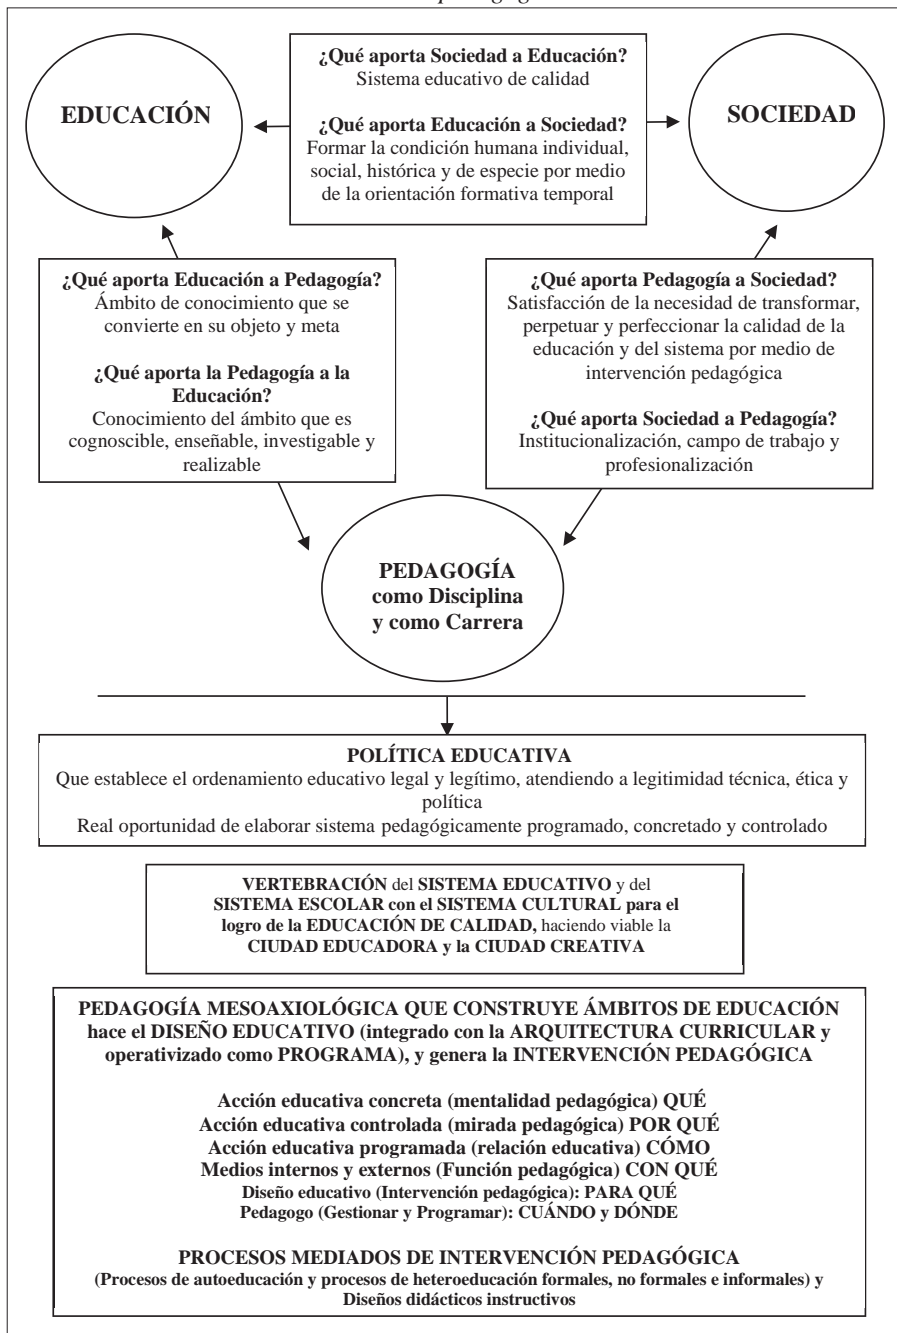 ¿Qué aporta Sociedad a Educación?
Sistema educativo de calidad
¿Qué aporta Educación a Sociedad?
Formar la condición humana individual,
social, histórica y de especie por medio
de la orientación formativa temporal
EDUCACIÓN
SOCIEDAD
¿Qué aporta Educación a Pedagogía?
Ámbito de conocimiento que se
convierte en su objeto y meta
¿Qué aporta la Pedagogía a la
Educación?
Conocimiento del ámbito que es
cognoscible, enseñable, investigable y
realizable
¿Qué aporta Pedagogía a Sociedad?
Satisfacción de la necesidad de transformar,
perpetuar y perfeccionar la calidad de la
educación y del sistema por medio de
intervención pedagógica
¿Qué aporta Sociedad a Pedagogía?
Institucionalización, campo de trabajo y
profesionalización
PEDAGOGÍA
como Disciplina
y como Carrera
POLÍTICA EDUCATIVA
Que establece el ordenamiento educativo legal y legítimo, atendiendo a legitimidad técnica, ética y
política
Real oportunidad de elaborar sistema pedagógicamente programado, concretado y controlado
VERTEBRACIÓN del SISTEMA EDUCATIVO y del
SISTEMA ESCOLAR con el SISTEMA CULTURAL para el
logro de la EDUCACIÓN DE CALIDAD, haciendo viable la
CIUDAD EDUCADORA y la CIUDAD CREATIVA
PEDAGOGÍA MESOAXIOLÓGICA QUE CONSTRUYE ÁMBITOS DE EDUCACIÓN
hace el DISEÑO EDUCATIVO (integrado con la ARQUITECTURA CURRICULAR y
operativizado como PROGRAMA), y genera la INTERVENCIÓN PEDAGÓGICA
Acción educativa concreta (mentalidad pedagógica) QUÉ
Acción educativa controlada (mirada pedagógica) POR QUÉ
Acción educativa programada (relación educativa) CÓMO
Medios internos y externos (Función pedagógica) CON QUÉ
Diseño educativo (Intervención pedagógica): PARA QUÉ
Pedagogo (Gestionar y Programar): CUÁNDO y DÓNDE
PROCESOS MEDIADOS DE INTERVENCIÓN PEDAGÓGICA
(Procesos de autoeducación y procesos de heteroeducación formales, no formales e informales) y
Diseños didácticos instructivos